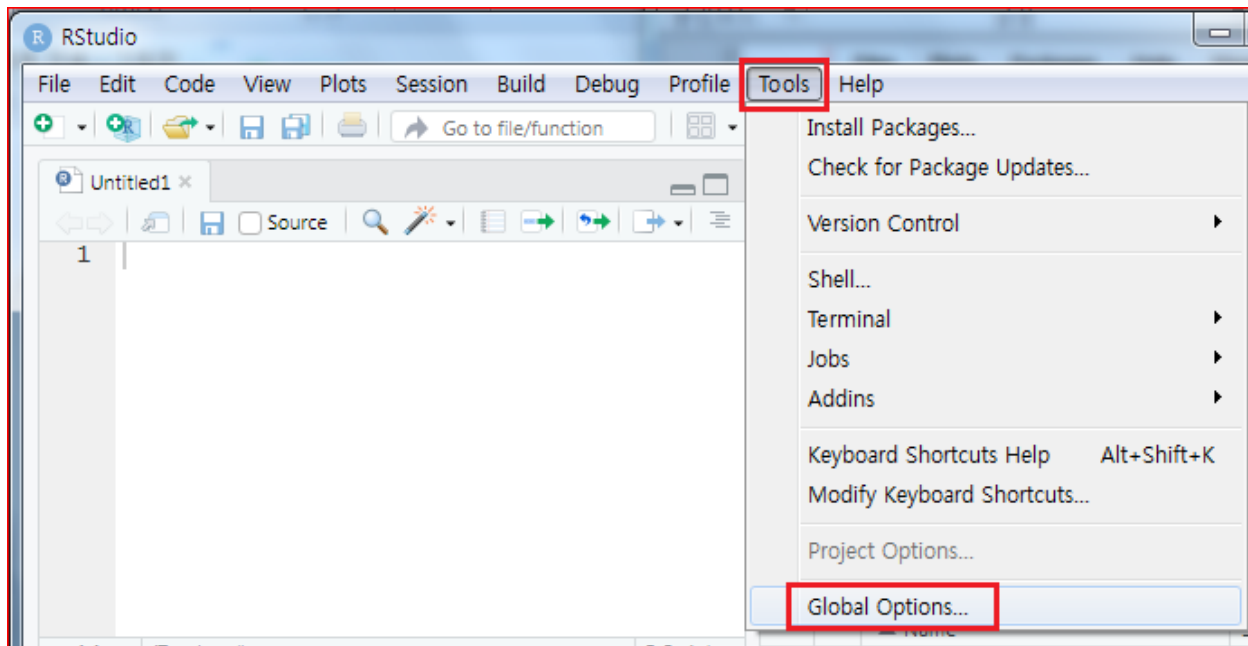 RStudio
File Edit Code View Plots Session Build Debug Profile Tools Help
Go to file/function
Untitled1
Source
1
Install Packages...
Check for Package Updates...
Version Control
Shell...
Terminal
Jobs
Addins
Keyboard Shortcuts Help Alt+Shift+K
Modify Keyboard Shortcuts...
Project Options...
Global Options...
Name